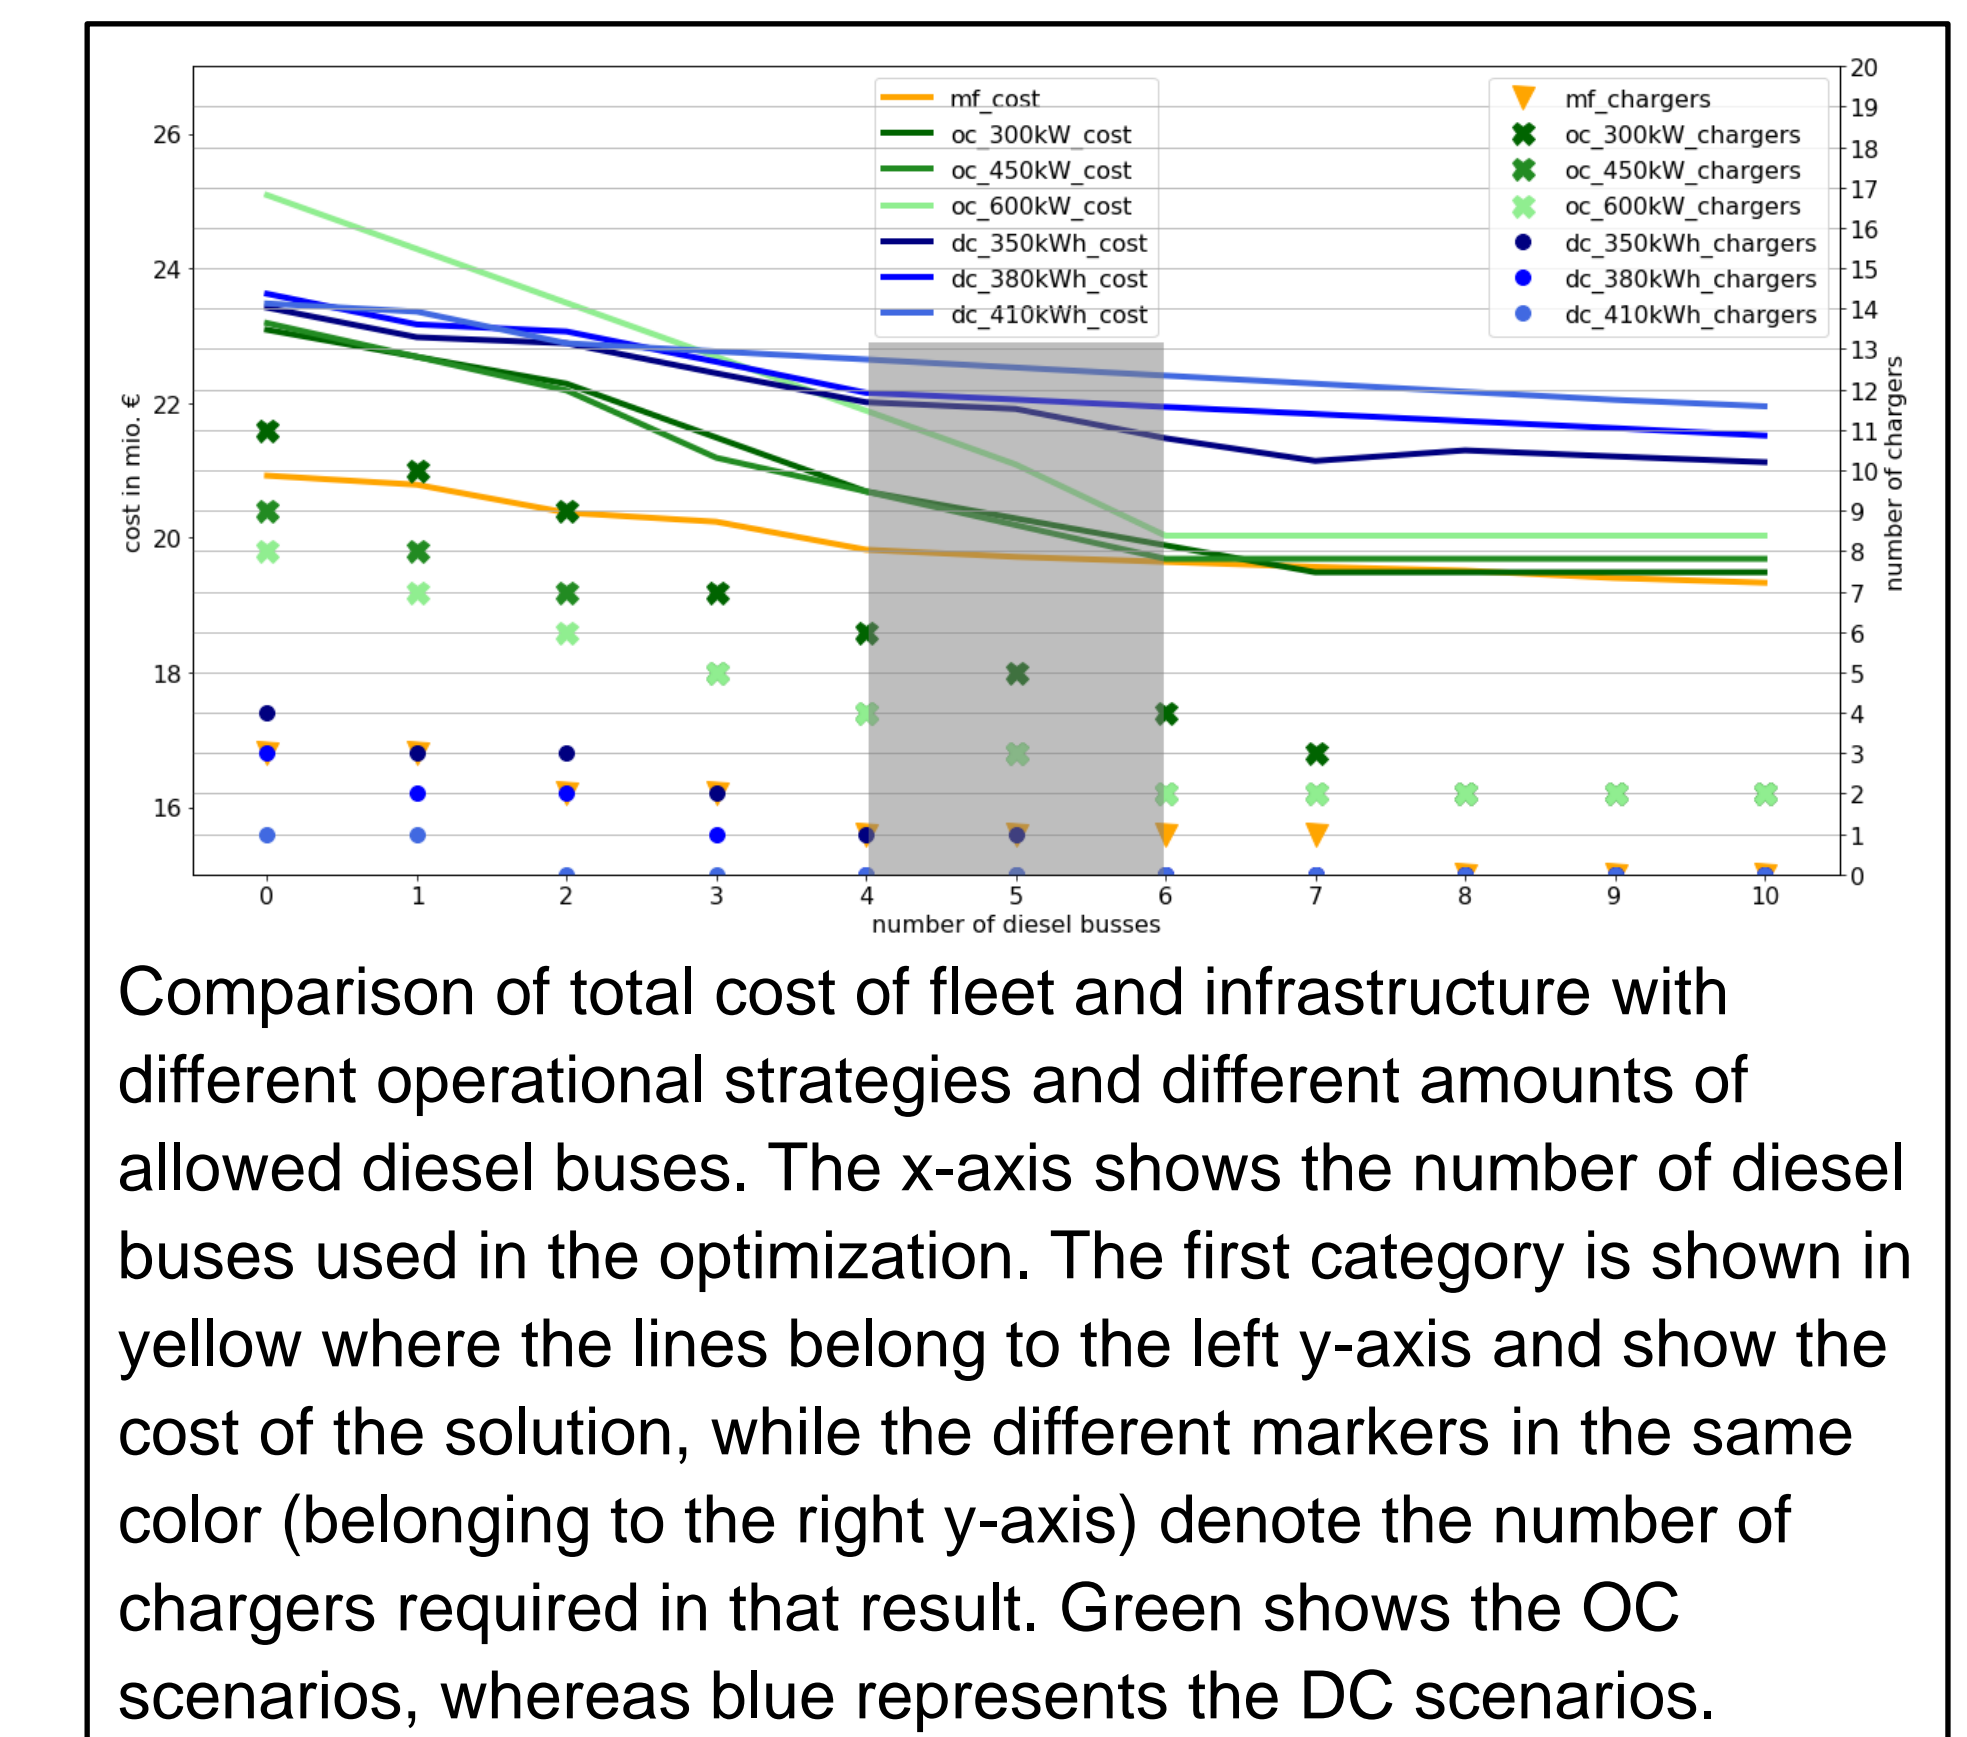 mf_cost
oc_300kW_cost
oc_450kW_cost
oc_600kW_cost
dc_350kWh_cost
dc_380kWh_cost
dc_410kWh_cost
mf_chargers
oc_300kW_chargers
oc_450kW_chargers
oc_600kW_chargers
dc_350kWh_chargers
dc_380kWh_chargers
dc_410kWh_chargers
cost in mio. €
26
24
22
20
18
16
20
19
18
17
16
15
14
13
12
11
10
9
8
7
6
5
4
3
2
1
0
number of chargers
0 1 2 3 4 5 6 7 8 9 10
number of diesel busses
Comparison of total cost of fleet and infrastructure with
different operational strategies and different amounts of
allowed diesel buses. The x-axis shows the number of diesel
buses used in the optimization. The first category is shown in
yellow where the lines belong to the left y-axis and show the
cost of the solution, while the different markers in the same
color (belonging to the right y-axis) denote the number of
chargers required in that result. Green shows the OC
scenarios, whereas blue represents the DC scenarios.